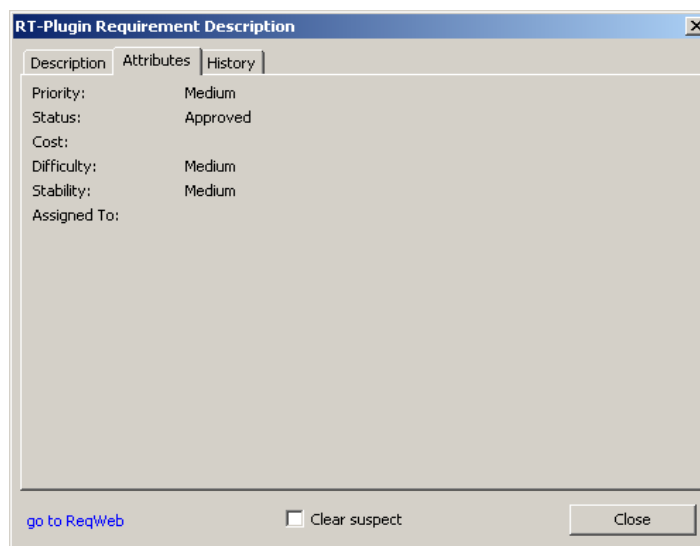 RT-Plugin Requirement Description
Description Attributes History
Priority: Medium
Status: Approved
Cost:
Difficulty: Medium
Stability: Medium
Assigned To:
go to ReqWeb Clear suspect Close